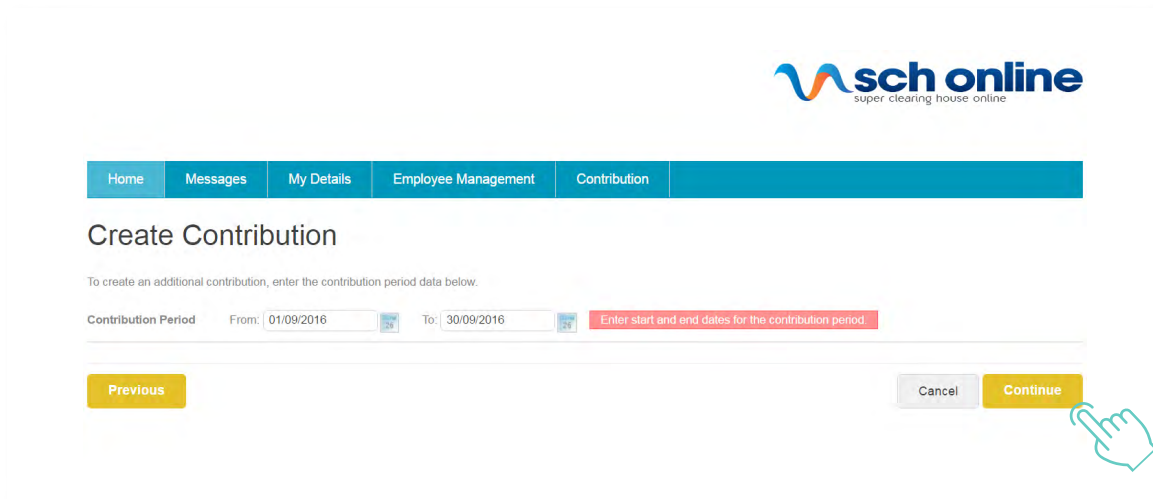 sch online
super clearing house online
Home Messages My Details Employee Management Contribution
Create Contribution
To create an additional contribution, enter the contribution period data below.
Contribution Period From: 01/09/2016 To: 30/09/2016 Enter start and end dates for the contribution period.
Previous Cancel Continue